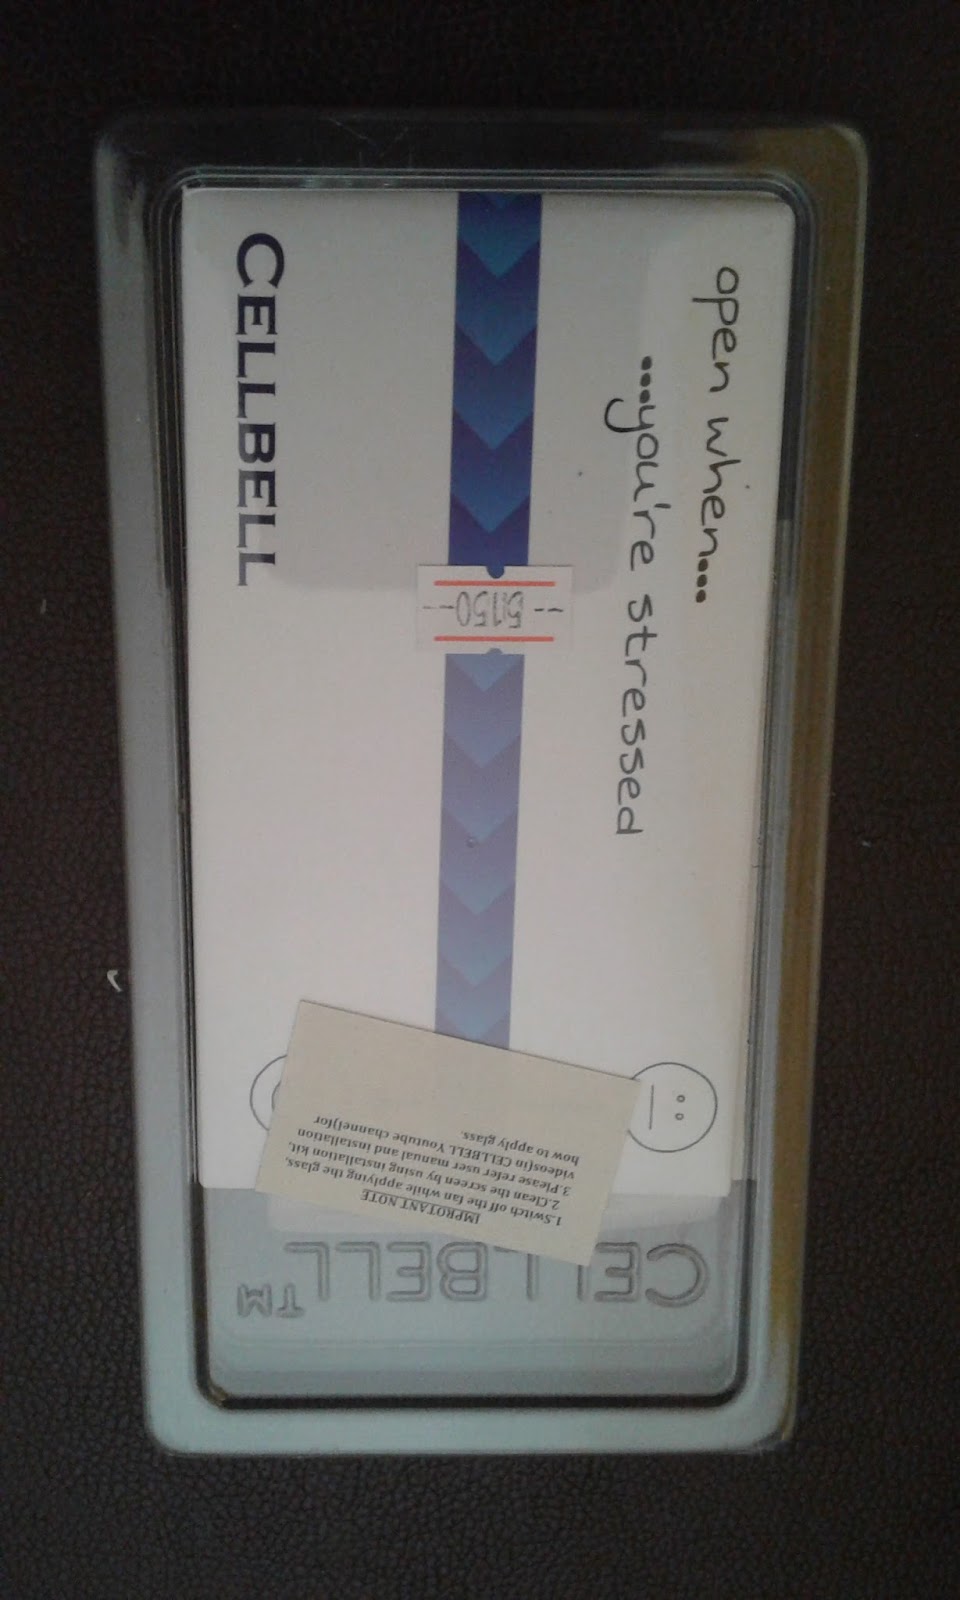 open when...
...you're stressed
CELLBELL
--5150--
IMPROTANT NOTE
1.Switch off the fan while applying the glass.
2.Clean the screen by using installation kit.
3.Please refer user manual and installation
videos(in CELLBELL Youtube channel)for
how to apply glass.
CELLBELL™